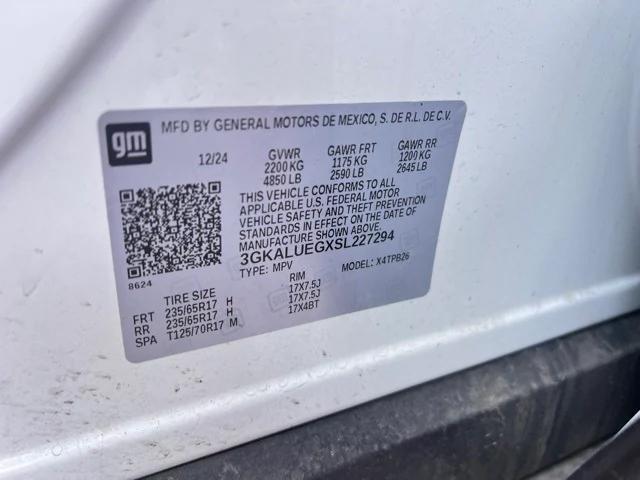 gm
MFD BY GENERAL MOTORS DE MEXICO, S. DE R.L. DE C.V.
12/24 GVWR GAWR FRT GAWR RR
2200 KG 1175 KG 1200 KG
4850 LB 2590 LB 2645 LB
THIS VEHICLE CONFORMS TO ALL
APPLICABLE U.S. FEDERAL MOTOR
VEHICLE SAFETY AND THEFT PREVENTION
STANDARDS IN EFFECT ON THE DATE OF
MANUFACTURE SHOWN ABOVE.
3GKALUEGXSL227294
TYPE: MPV MODEL: X4TPB26
8624
TIRE SIZE RIM
FRT 235/65R17 H 17X7.5J
RR 235/65R17 H 17X7.5J
SPA T125/70R17 M 17X4BT